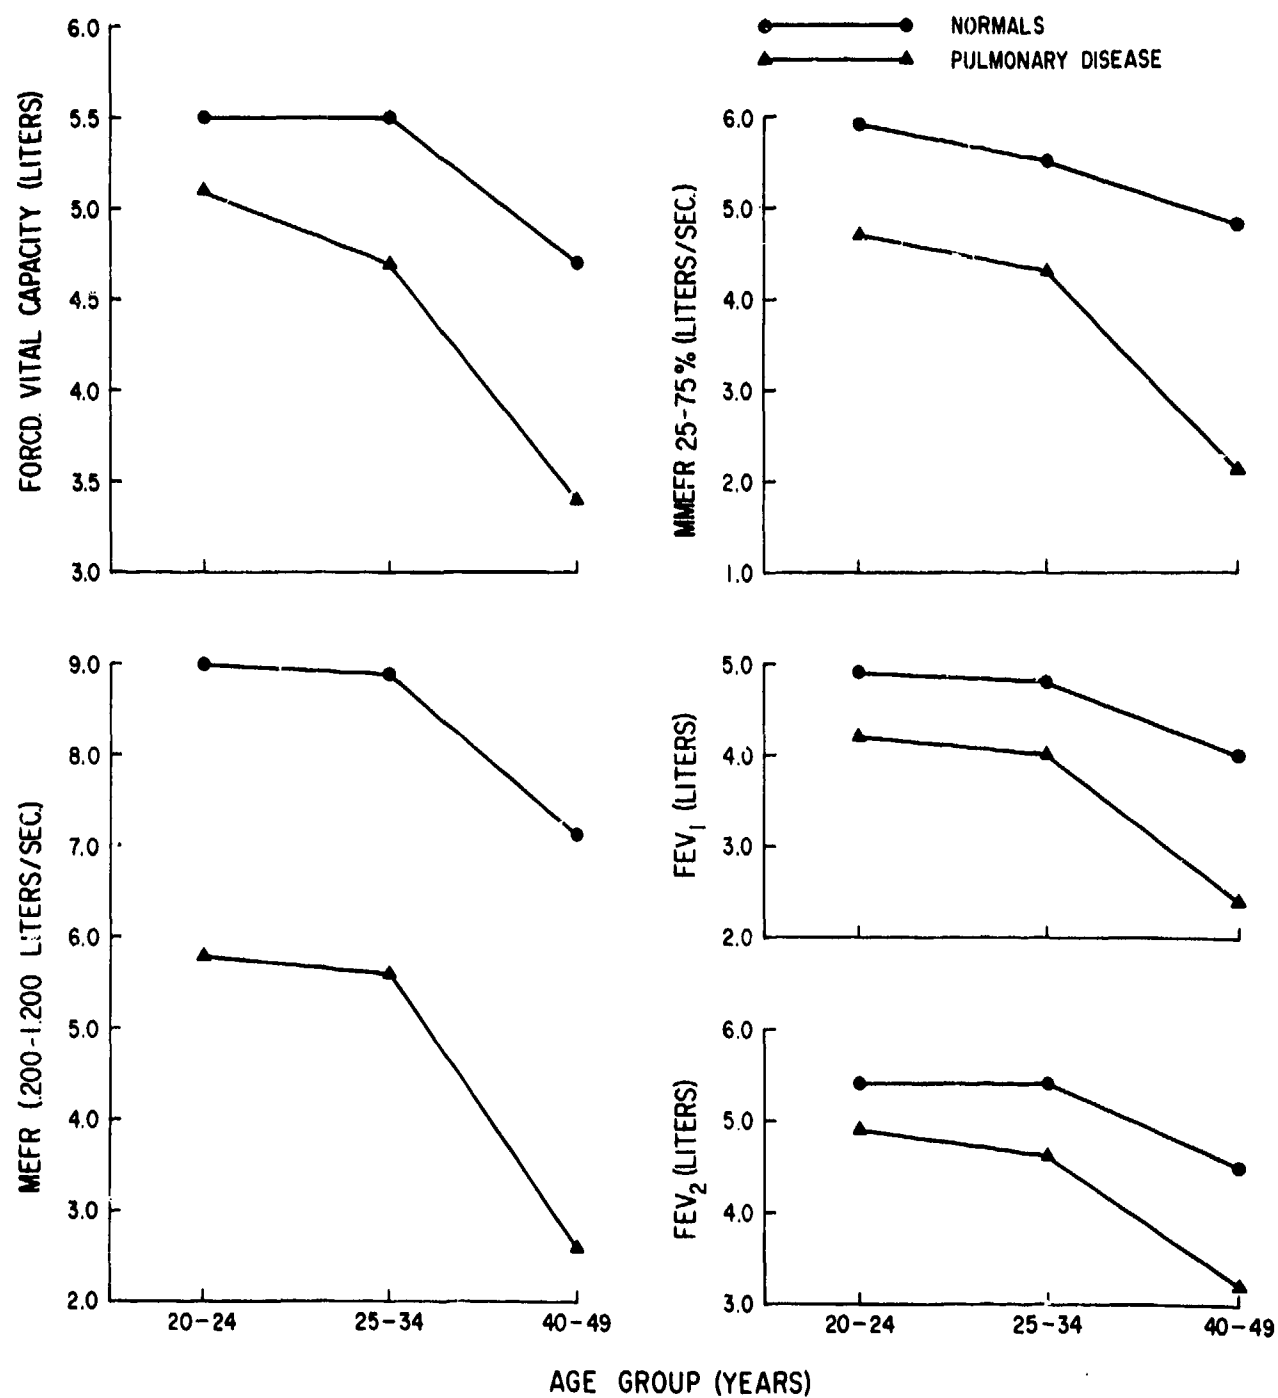 NORMALS
PULMONARY DISEASE
FORCD. VITAL CAPACITY (LITERS)
6.0
5.5
5.0
4.5
4.0
3.5
3.0
MMEFR 25-75% (LITERS/SEC.)
6.0
5.0
4.0
3.0
2.0
1.0
MEFR (.200-1.200 LITERS/SEC.)
9.0
8.0
7.0
6.0
5.0
4.0
3.0
2.0
20-24 25-34 40-49
FEV1 (LITERS)
5.0
4.0
3.0
2.0
FEV2 (LITERS)
6.0
5.0
4.0
3.0
20-24 25-34 40-49
AGE GROUP (YEARS)